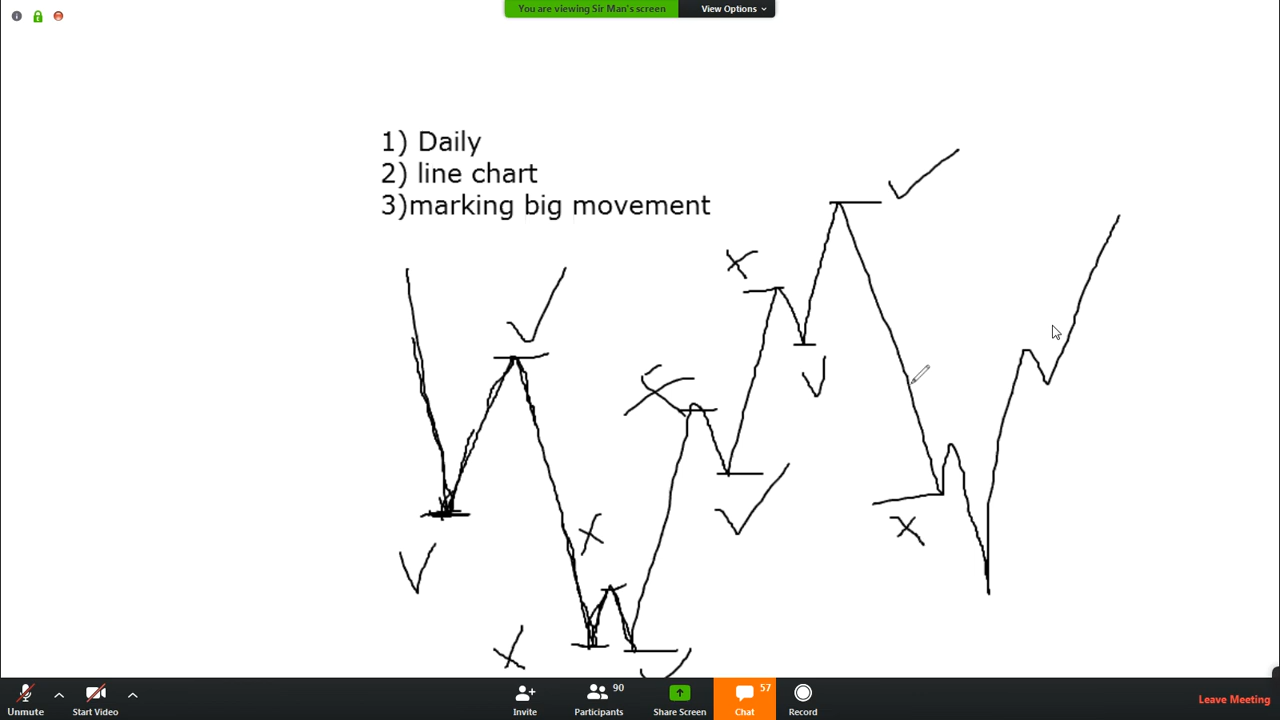 You are viewing Sir Man's screen
View Options
1) Daily
2) line chart
3)marking big movement
Unmute
Start Video
Invite
Participants
90
Share Screen
Chat
57
Record
Leave Meeting